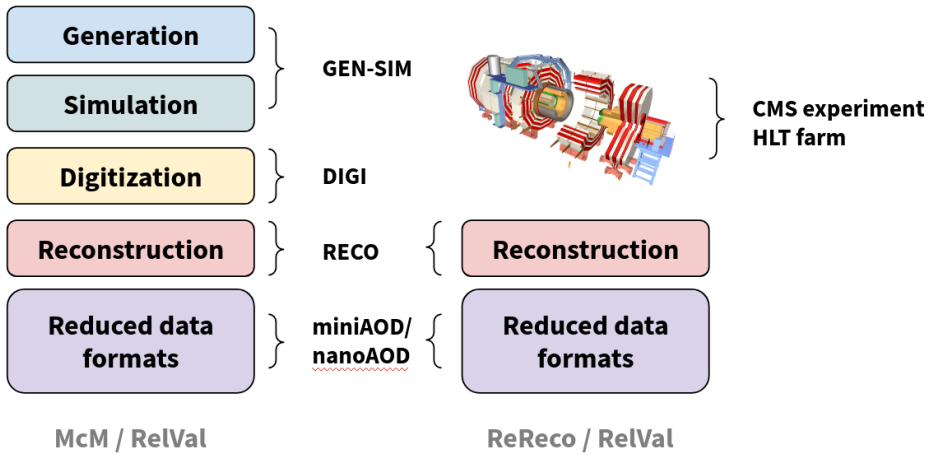 Generation
GEN-SIM
Simulation
CMS experiment
HLT farm
Digitization
DIGI
Reconstruction
RECO
Reconstruction
Reduced data
formats
miniAOD/
nanoAOD
Reduced data
formats
McM / RelVal
ReReco / RelVal